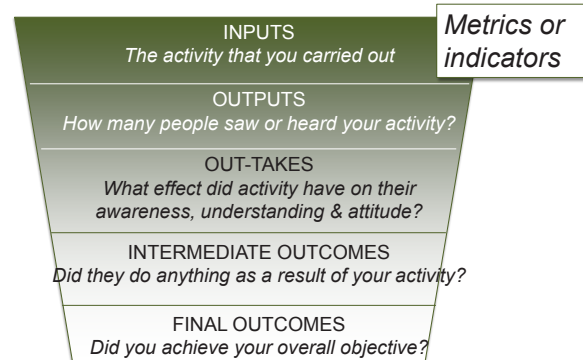 INPUTS
The activity that you carried out
Metrics or
indicators
OUTPUTS
How many people saw or heard your activity?
OUT-TAKES
What effect did activity have on their
awareness, understanding & attitude?
INTERMEDIATE OUTCOMES
Did they do anything as a result of your activity?
FINAL OUTCOMES
Did you achieve your overall objective?